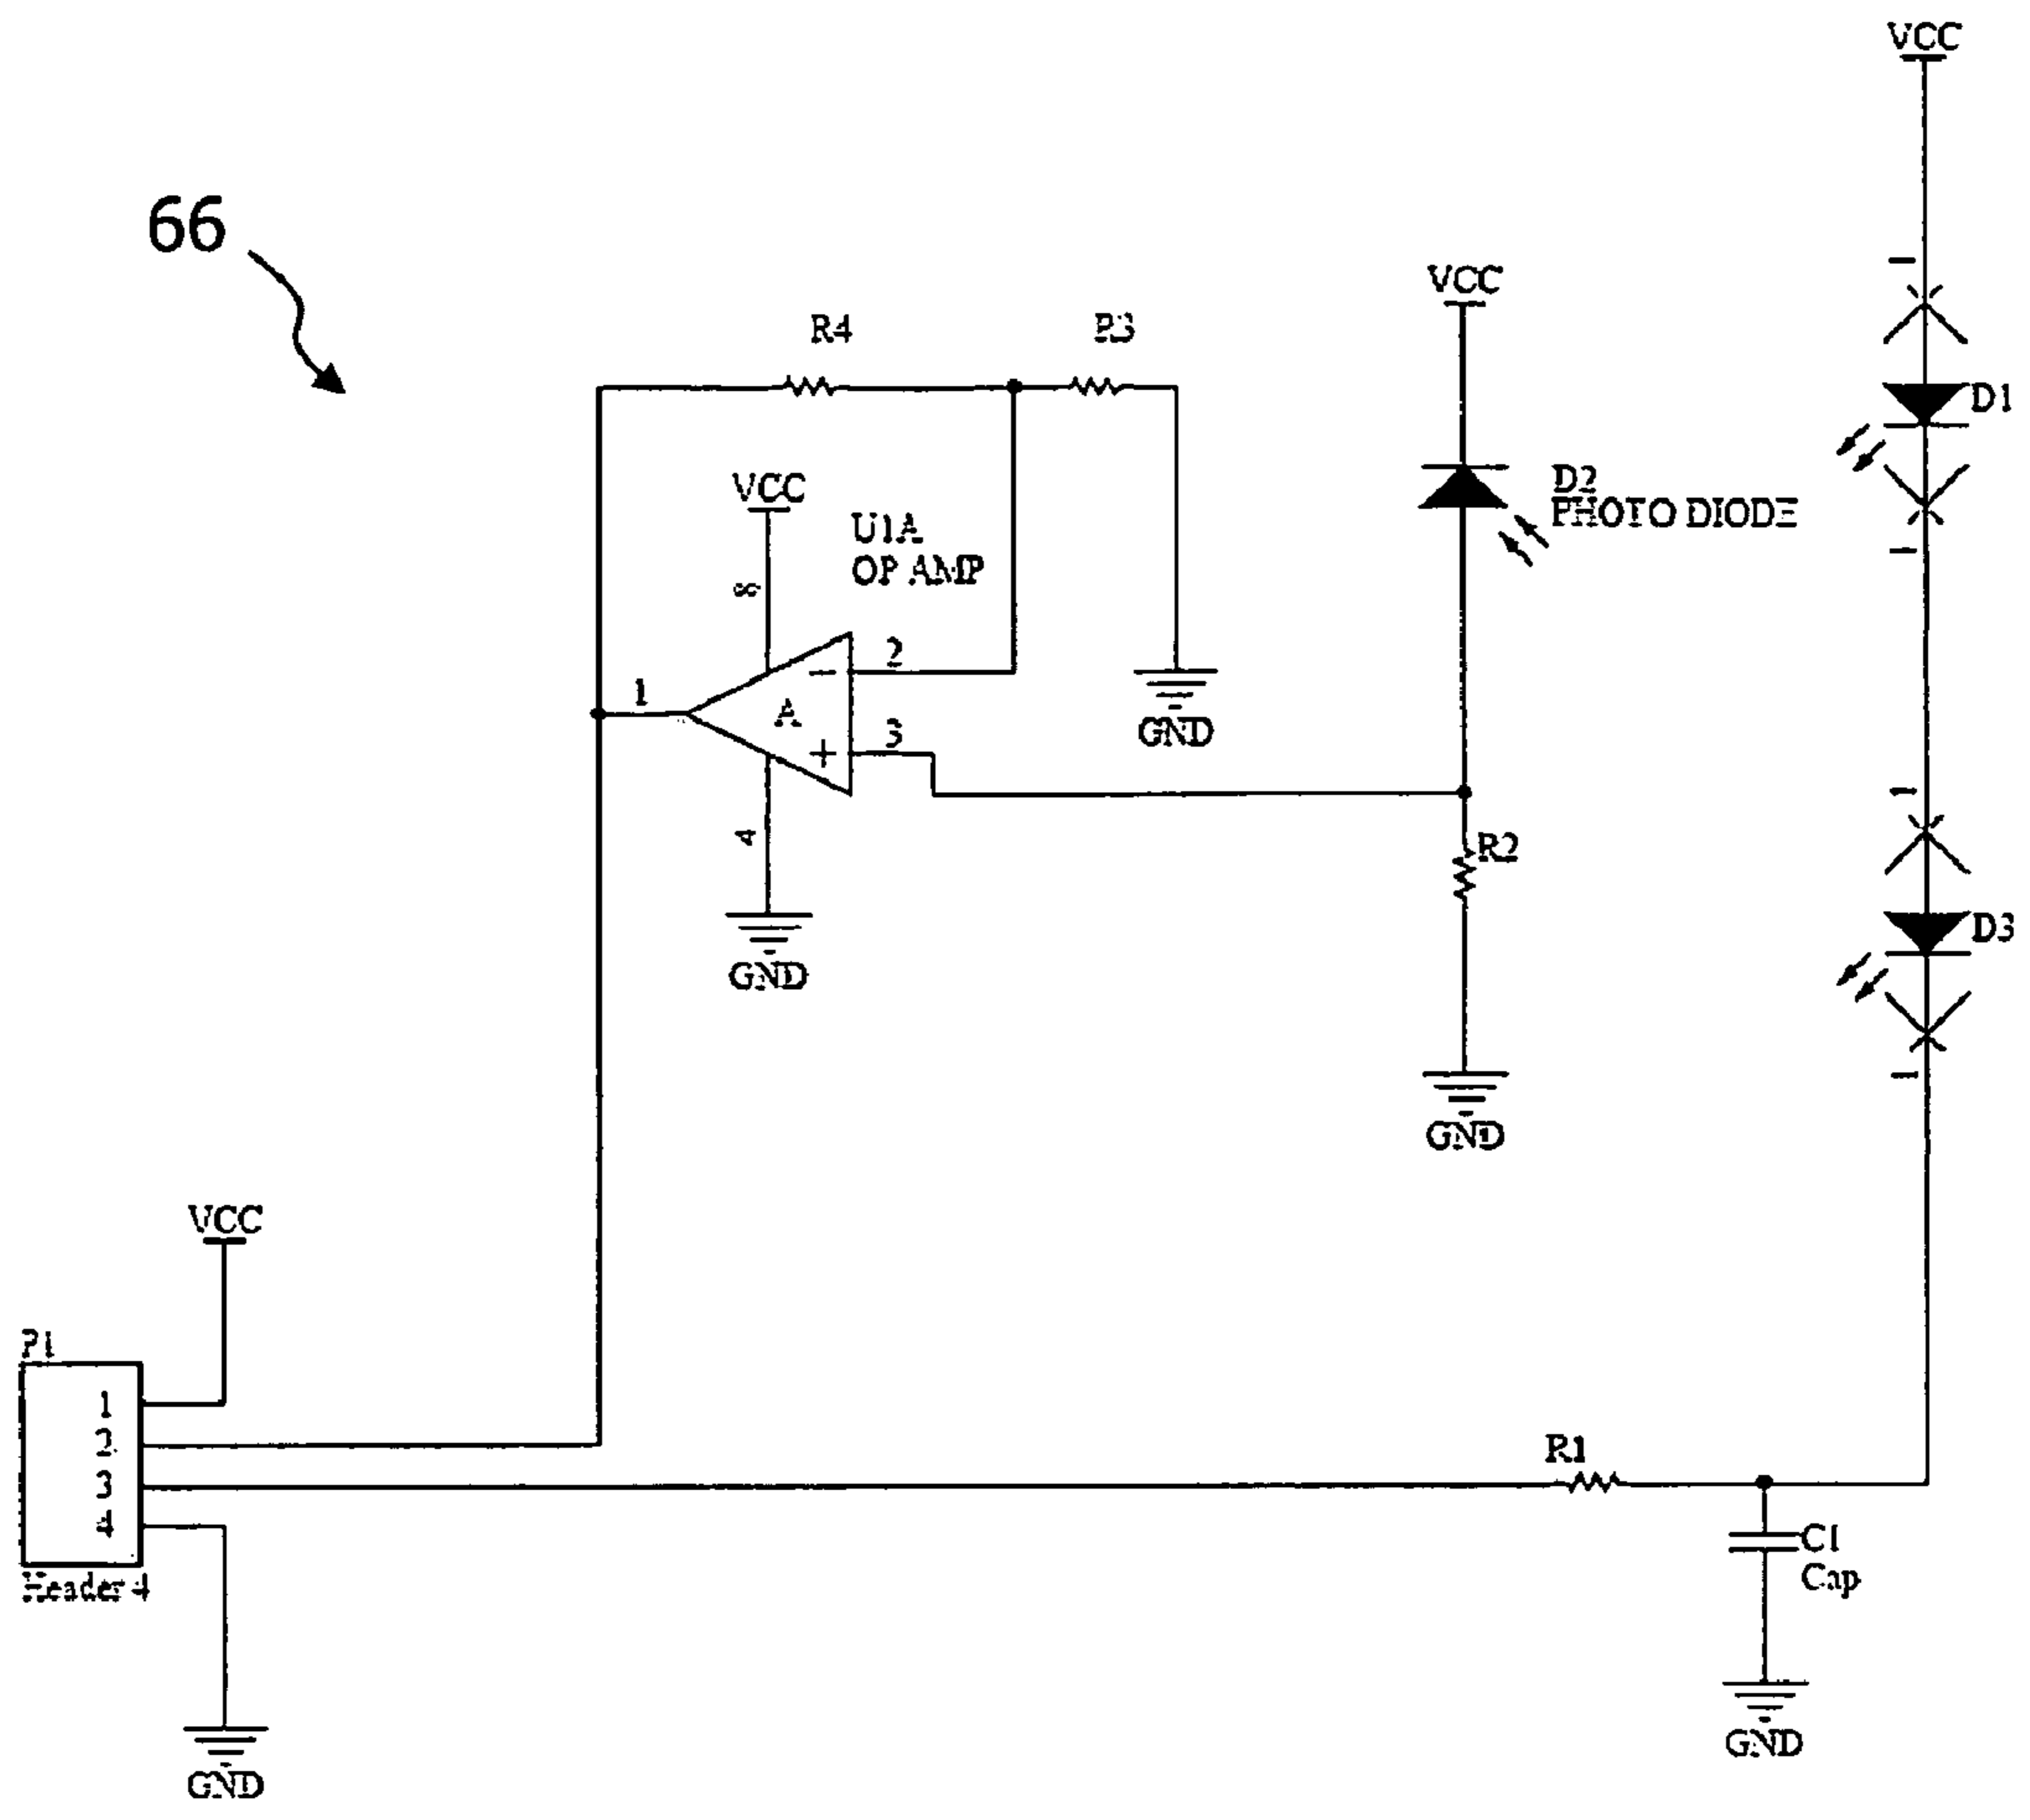 VCC
66
VCC
R4
R3
D1
VCC
D2
PHOTO DIODE
U1A
OP AMP
8
2
1
A
3
GND
4
R2
D3
GND
GND
VCC
P1
1
2
3
4
Header 4
R1
C1
Cap
GND
GND